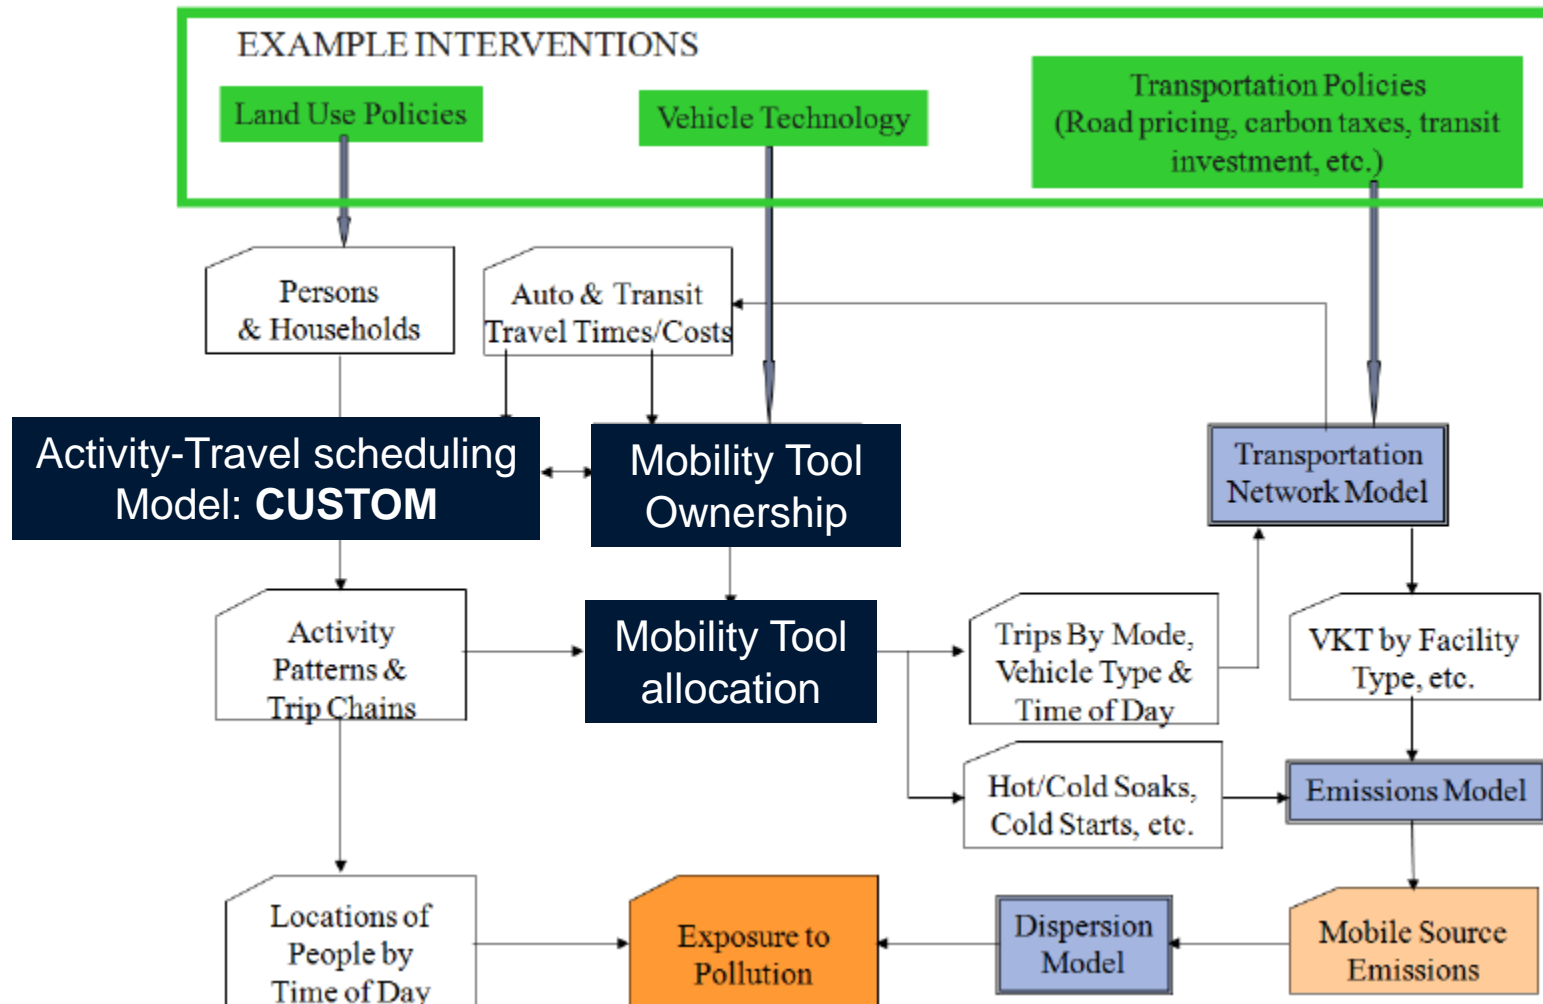 EXAMPLE INTERVENTIONS
Land Use Policies
Vehicle Technology
Transportation Policies
(Road pricing, carbon taxes, transit
investment, etc.)
Persons
& Households
Auto & Transit
Travel Times/Costs
Activity-Travel scheduling
Model: CUSTOM
Mobility Tool
Ownership
Transportation
Network Model
Activity
Patterns &
Trip Chains
Mobility Tool
allocation
Trips By Mode,
Vehicle Type &
Time of Day
VKT by Facility
Type, etc.
Hot/Cold Soaks,
Cold Starts, etc.
Emissions Model
Locations of
People by
Time of Day
Exposure to
Pollution
Dispersion
Model
Mobile Source
Emissions